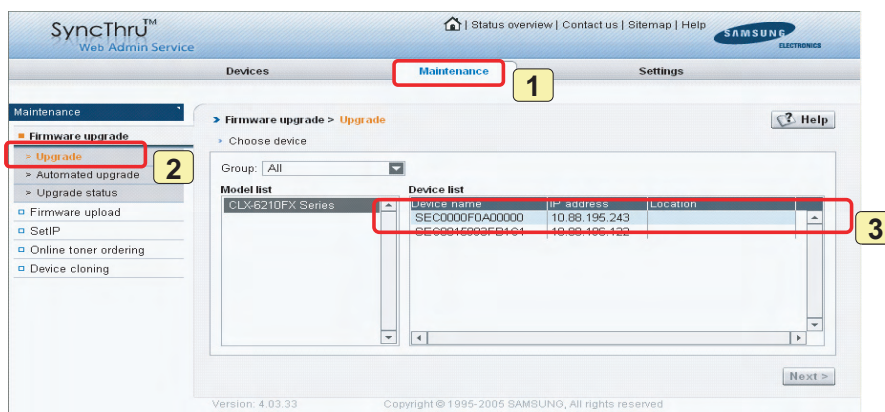 SyncThru™
Web Admin Service
| Status overview | Contact us | Sitemap | Help
SAMSUNG
ELECTRONICS
Devices
Maintenance
Settings
1
Maintenance
Firmware upgrade
> Upgrade
> Automated upgrade
> Upgrade status
2
Firmware upload
SetIP
Online toner ordering
Device cloning
> Firmware upgrade > Upgrade
? Help
> Choose device
Group: All
Model list
CLX-6210FX Series
Device list
Device name IP address Location
SEC0000F0A00000 10.88.195.243
3
Next >
Version: 4.03.33
Copyright © 1995-2005 SAMSUNG, All rights reserved